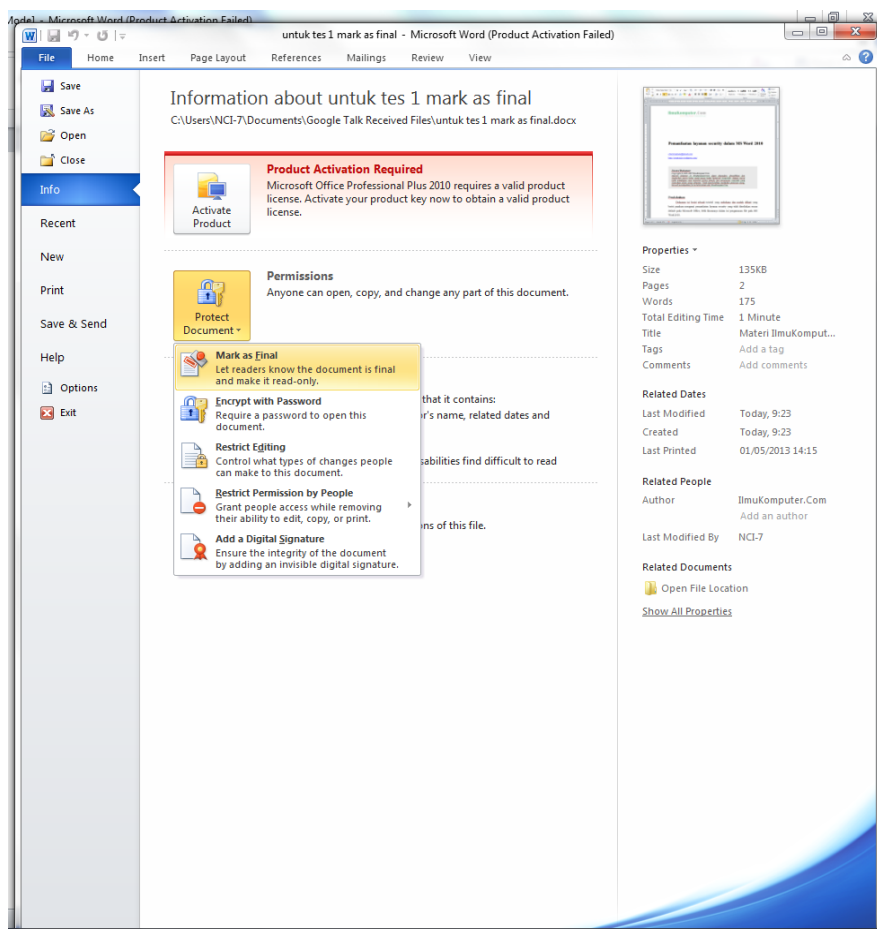 Model - Microsoft Word (Product Activation Failed)
untuk tes 1 mark as final - Microsoft Word (Product Activation Failed)
File Home Insert Page Layout References Mailings Review View
Save
Save As
Open
Close
Info
Recent
New
Print
Save & Send
Help
Options
Exit
Information about untuk tes 1 mark as final
C:\Users\NCI-7\Documents\Google Talk Received Files\untuk tes 1 mark as final.docx
Activate
Product
Product Activation Required
Microsoft Office Professional Plus 2010 requires a valid product
license. Activate your product key now to obtain a valid product
license.
Protect
Document
Permissions
Anyone can open, copy, and change any part of this document.
Mark as Final
Let readers know the document is final
and make it read-only.
Encrypt with Password
Require a password to open this
document.
Restrict Editing
Control what types of changes people
can make to this document.
Restrict Permission by People
Grant people access while removing
their ability to edit, copy, or print.
Add a Digital Signature
Ensure the integrity of the document
by adding an invisible digital signature.
that it contains:
or's name, related dates and
sabilities find difficult to read
ons of this file.
IlmuKomputer.Com
Pemanfaatan layanan security dalam MS Word 2010
Properties
Size 135KB
Pages 2
Words 175
Total Editing Time 1 Minute
Title Materi IlmuKomput...
Tags Add a tag
Comments Add comments
Related Dates
Last Modified Today, 9:23
Created Today, 9:23
Last Printed 01/05/2013 14:15
Related People
Author IlmuKomputer.Com
Add an author
Last Modified By NCI-7
Related Documents
Open File Location
Show All Properties